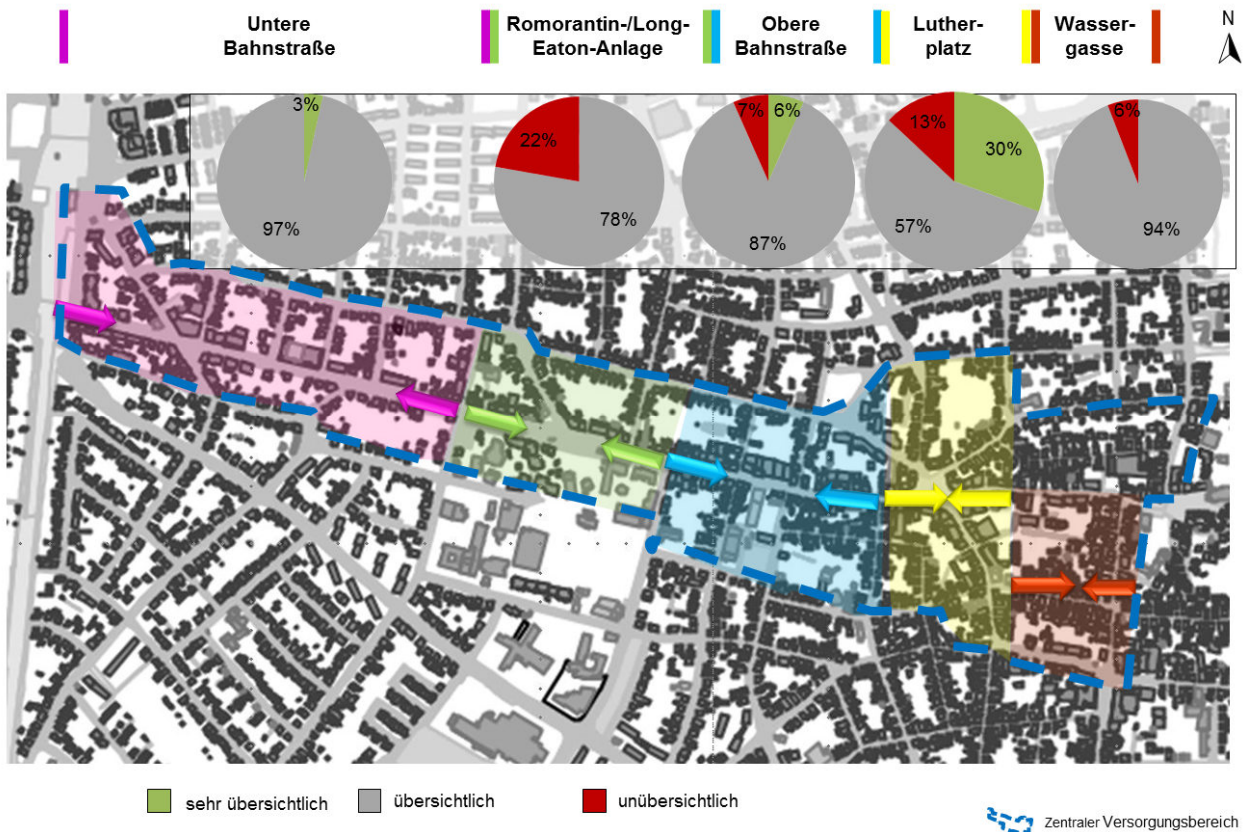 Untere
Bahnstraße
Romorantin-/Long-
Eaton-Anlage
Obere
Bahnstraße
Luther-
platz
Wasser-
gasse
N
3%
97%
22%
78%
7%
6%
87%
13%
30%
57%
6%
94%
sehr übersichtlich
übersichtlich
unübersichtlich
Zentraler Versorgungsbereich